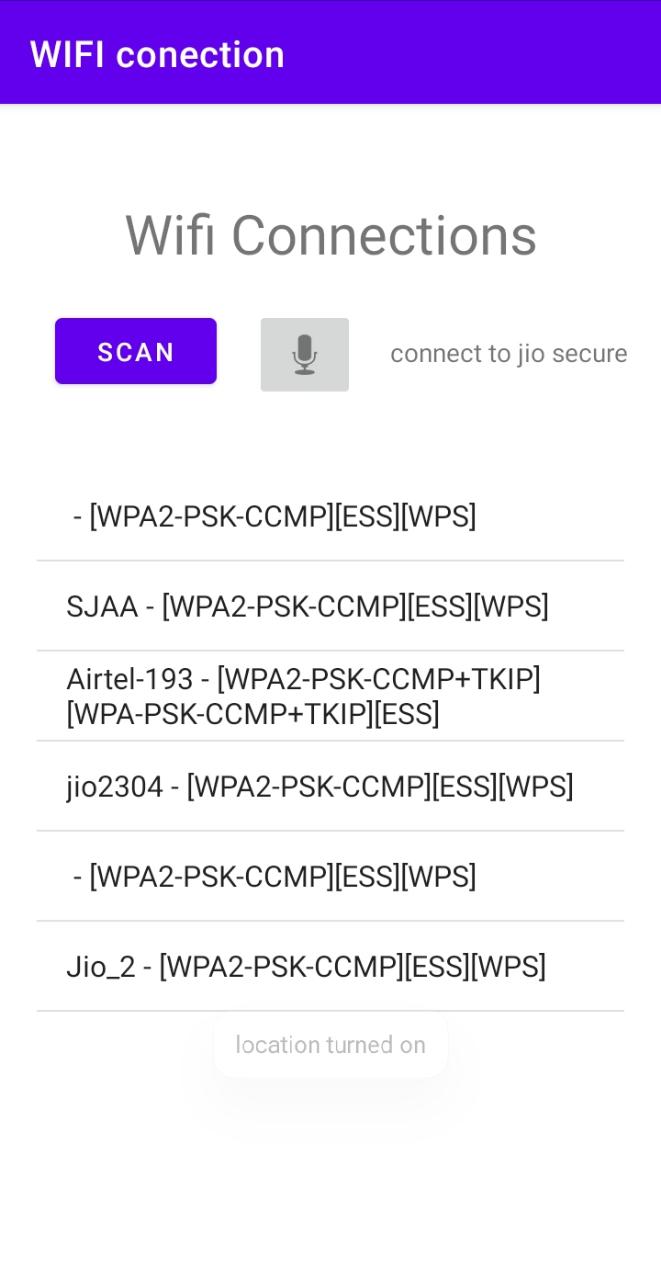 WIFI conection
Wifi Connections
SCAN
connect to jio secure
- [WPA2-PSK-CCMP][ESS][WPS]
SJAA - [WPA2-PSK-CCMP][ESS][WPS]
Airtel-193 - [WPA2-PSK-CCMP+TKIP]
[WPA-PSK-CCMP+TKIP][ESS]
jio2304 - [WPA2-PSK-CCMP][ESS][WPS]
- [WPA2-PSK-CCMP][ESS][WPS]
Jio_2 - [WPA2-PSK-CCMP][ESS][WPS]
location turned on